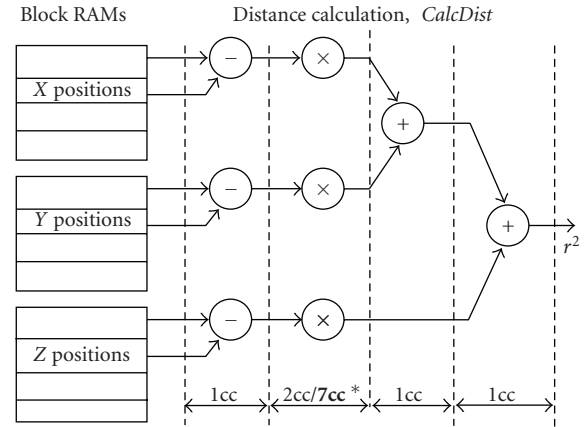 Block RAMs
Distance calculation, CalcDist
X positions
− ×
+
Y positions
− ×
+
r²
Z positions
− ×
1cc 2cc/7cc * 1cc 1cc